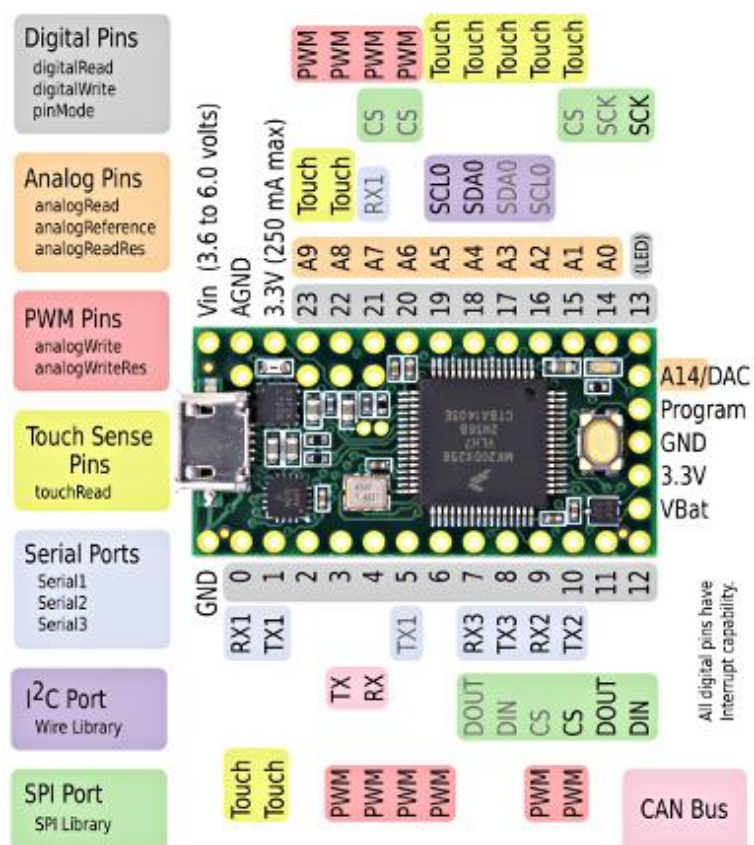 Digital Pins
digitalRead
digitalWrite
pinMode
Analog Pins
analogRead
analogReference
analogReadRes
PWM Pins
analogWrite
analogWriteRes
Touch Sense
Pins
touchRead
Serial Ports
Serial1
Serial2
Serial3
I²C Port
Wire Library
SPI Port
SPI Library
PWM PWM PWM PWM Touch Touch Touch Touch Touch
CS CS CS SCK SCK
Touch Touch RX1 SCL0 SDA0 SDA0 SCL0
Vin (3.6 to 6.0 volts)
AGND
3.3V (250 mA max)
A9 A8 A7 A6 A5 A4 A3 A2 A1 A0 (LED)
23 22 21 20 19 18 17 16 15 14 13
A14/DAC
Program
GND
3.3V
VBat
GND 0 1 2 3 4 5 6 7 8 9 10 11 12
RX1 TX1 TX1 RX3 TX3 RX2 TX2
TX RX DOUT DIN CS CS DOUT DIN
Touch Touch PWM PWM PWM PWM PWM PWM
All digital pins have
Interrupt capability.
CAN Bus